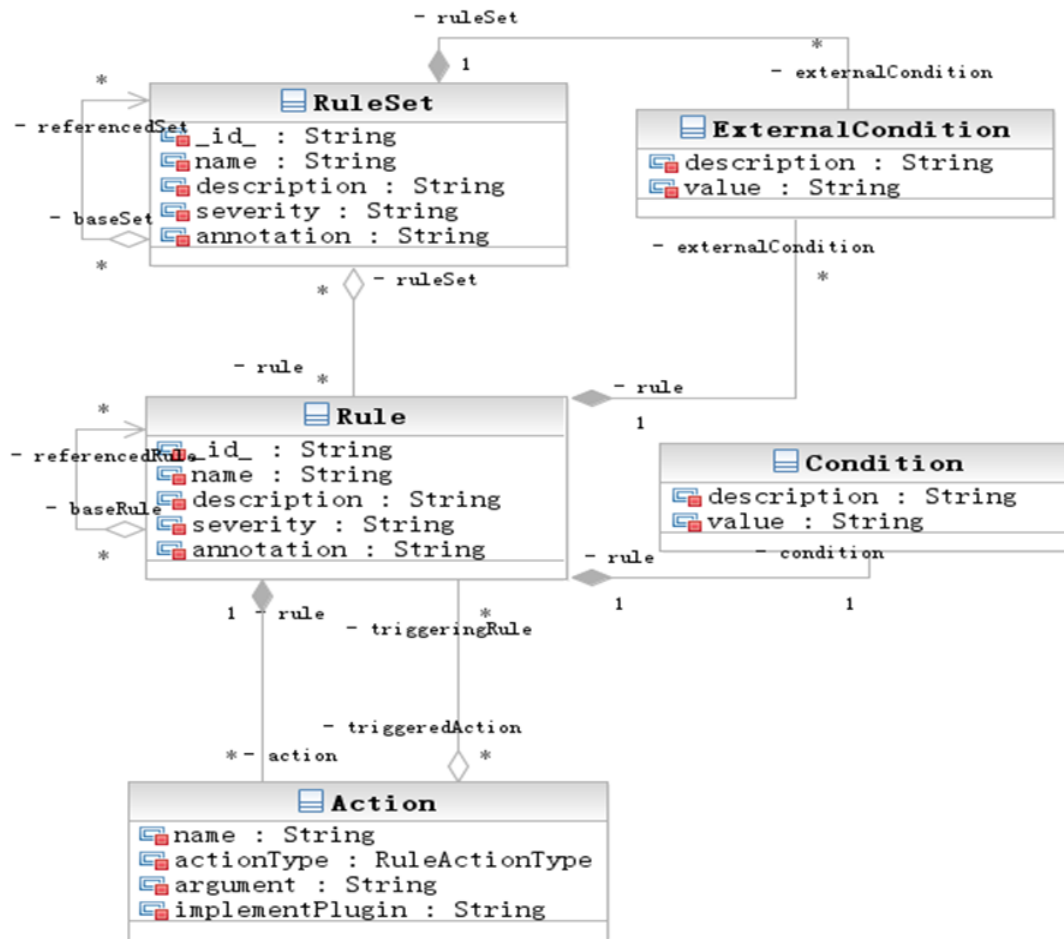 - ruleSet
*
1
- externalCondition
*
RuleSet
- referencedSet
_id_ : String
name : String
description : String
severity : String
annotation : String
- baseSet
*
ExternalCondition
description : String
value : String
- externalCondition
*
- ruleSet
*
- rule
*
- rule
1
*
Rule
- referencedRule
_id_ : String
name : String
description : String
severity : String
annotation : String
- baseRule
*
Condition
description : String
value : String
- condition
- rule
1
1
1
- rule
*
- triggeringRule
- triggeredAction
*
* - action
Action
name : String
actionType : RuleActionType
argument : String
implementPlugin : String